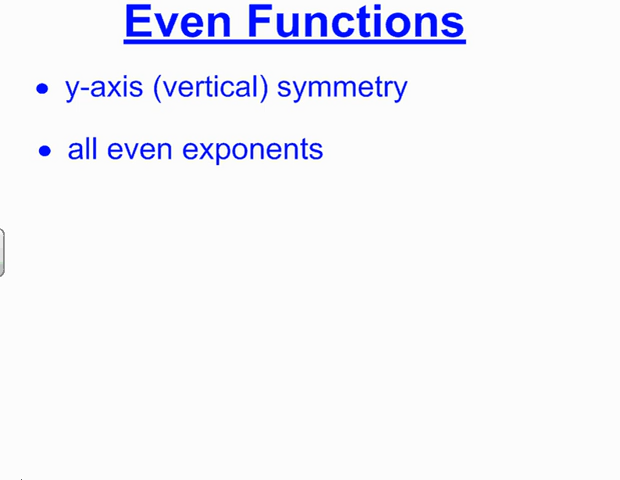 Even Functions
• y-axis (vertical) symmetry
• all even exponents